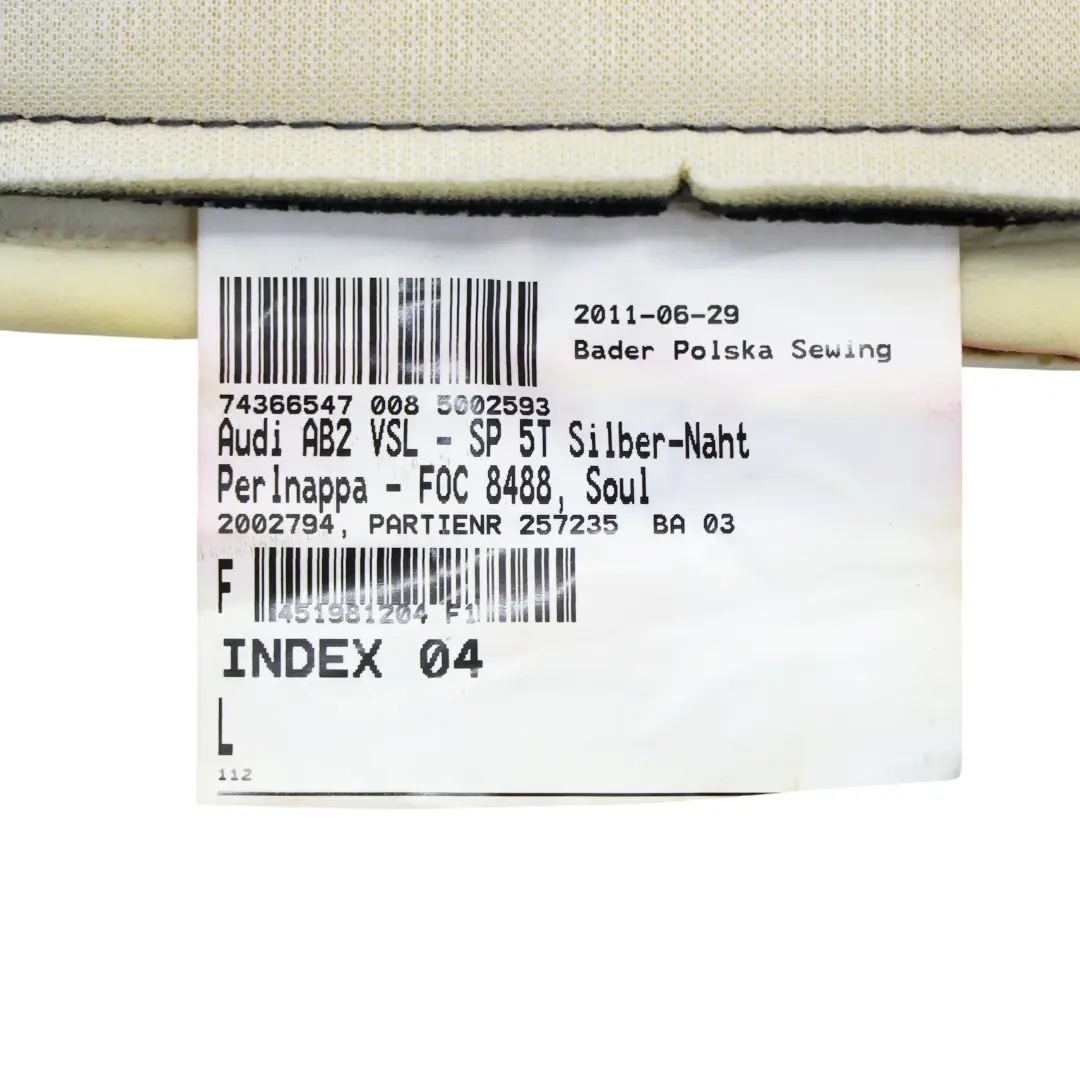 2011-06-29
Bader Polska Sewing
74366547 008 5002593
Audi AB2 VSL - SP 5T Silber-Naht
Perlnappa - FOC 8488, Soul
2002794, PARTIENR 257235 BA 03
F
451981204 F1
INDEX 04
L
112